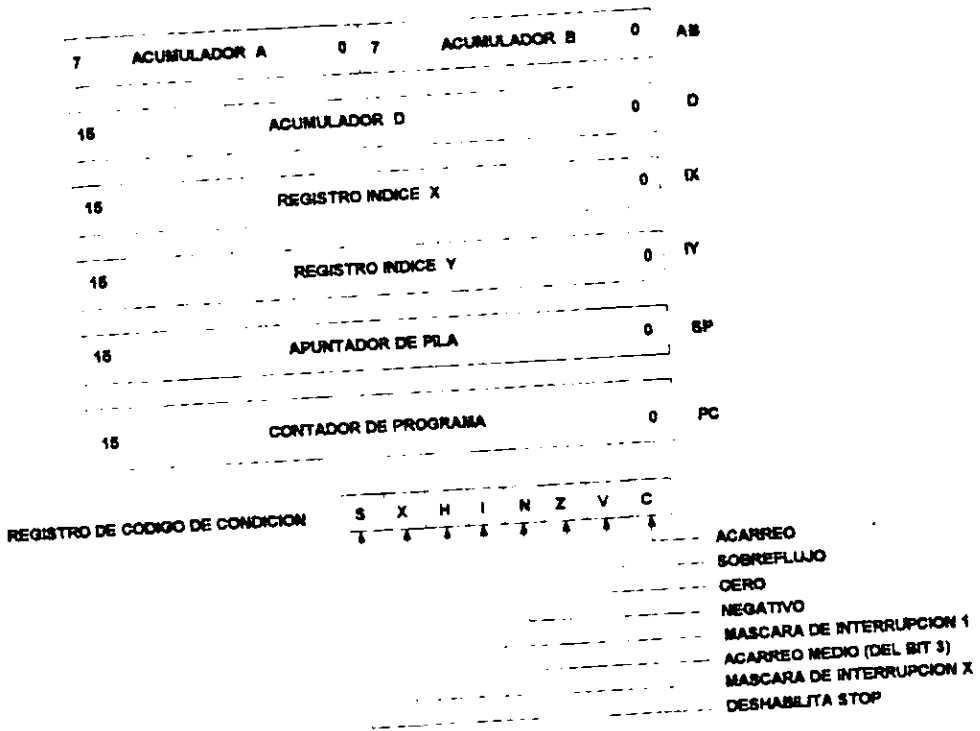 7 ACUMULADOR A 0 7 ACUMULADOR B 0 AB
15 ACUMULADOR D 0 D
15 REGISTRO INDICE X 0 IX
15 REGISTRO INDICE Y 0 IY
15 APUNTADOR DE PILA 0 SP
15 CONTADOR DE PROGRAMA 0 PC
REGISTRO DE CODIGO DE CONDICION S X H I N Z V C
ACARREO
SOBREFLUJO
CERO
NEGATIVO
MASCARA DE INTERRUPCION 1
ACARREO MEDIO (DEL BIT 3)
MASCARA DE INTERRUPCION X
DESHABILITA STOP